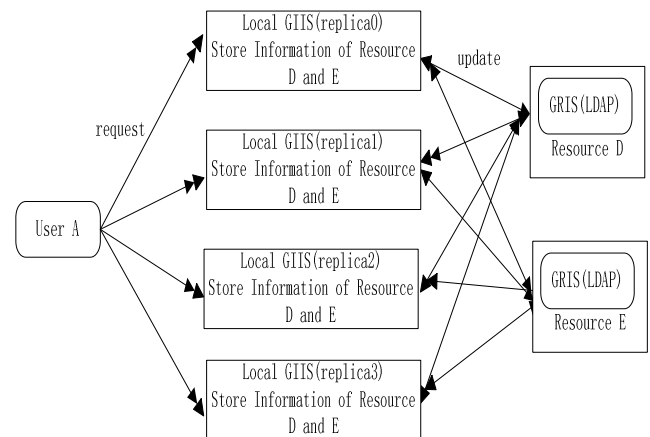 Local GIIS(replica0)
Store Information of Resource
D and E
update
GRIS(LDAP)
Resource D
request
Local GIIS(replica1)
Store Information of Resource
D and E
User A
Local GIIS(replica2)
Store Information of Resource
D and E
GRIS(LDAP)
Resource E
Local GIIS(replica3)
Store Information of Resource
D and E